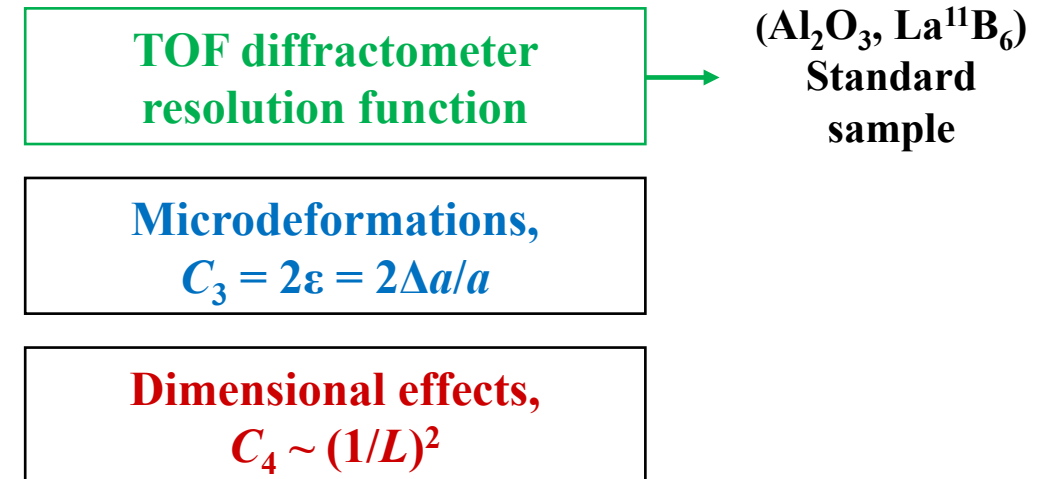 TOF diffractometer
resolution function
(Al₂O₃, La¹¹B₆)
Standard
sample
Microdeformations,
C₃ = 2ε = 2Δa/a
Dimensional effects,
C₄ ~ (1/L)²